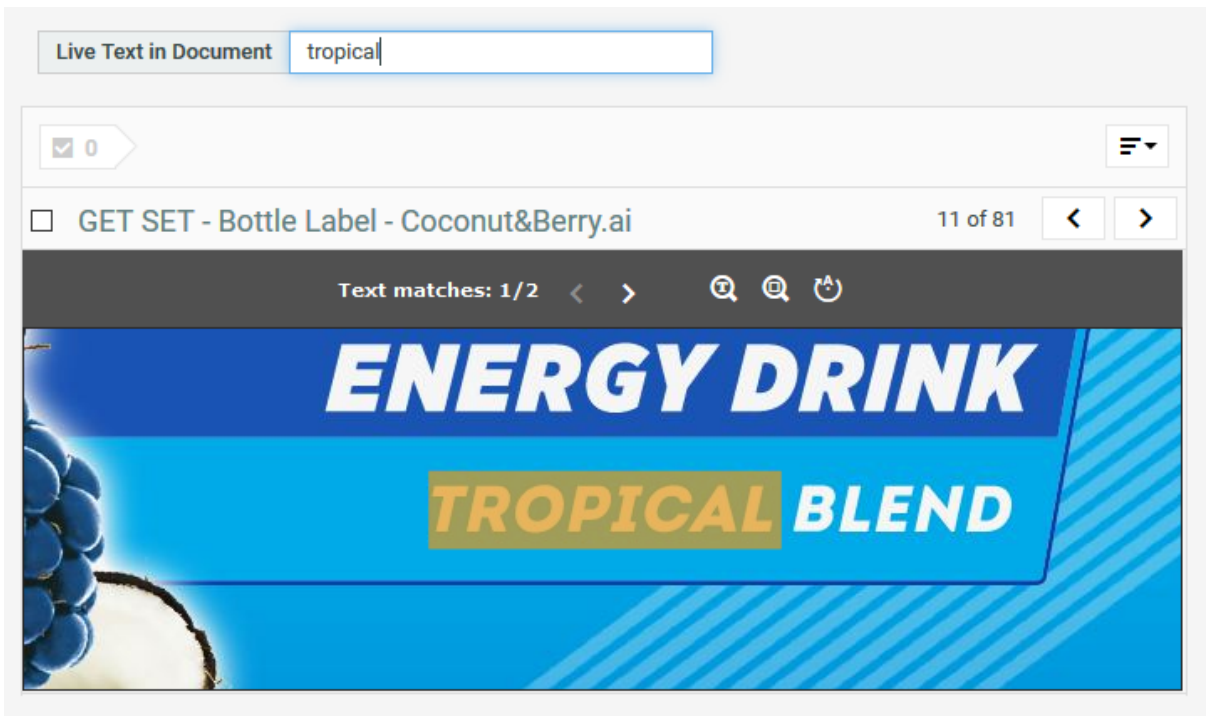 Live Text in Document tropical
0
GET SET - Bottle Label - Coconut&Berry.ai 11 of 81
Text matches: 1/2
ENERGY DRINK
TROPICAL BLEND